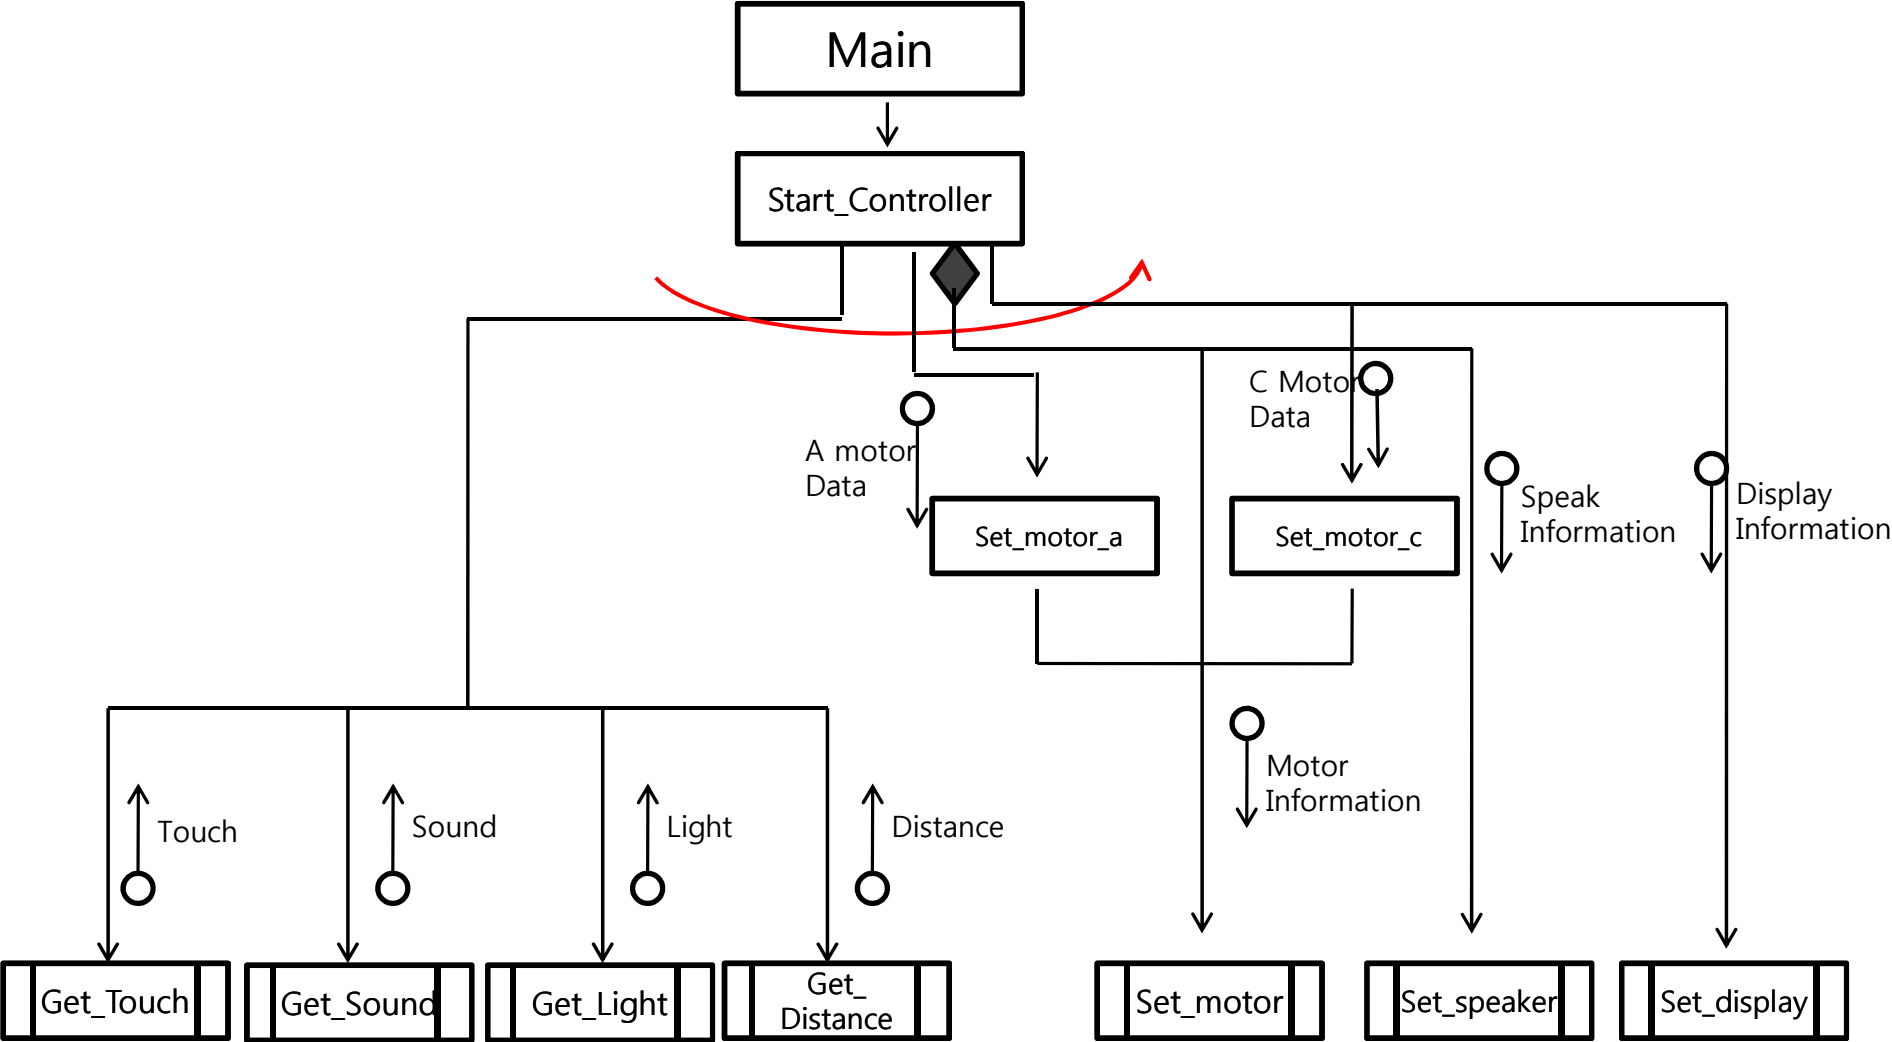 Main
Start_Controller
C Motor
Data
A motor
Data
Speak
Information
Display
Information
Set_motor_a
Set_motor_c
Motor
Information
Touch
Sound
Light
Distance
Get_Touch
Get_Sound
Get_Light
Get_
Distance
Set_motor
Set_speaker
Set_display